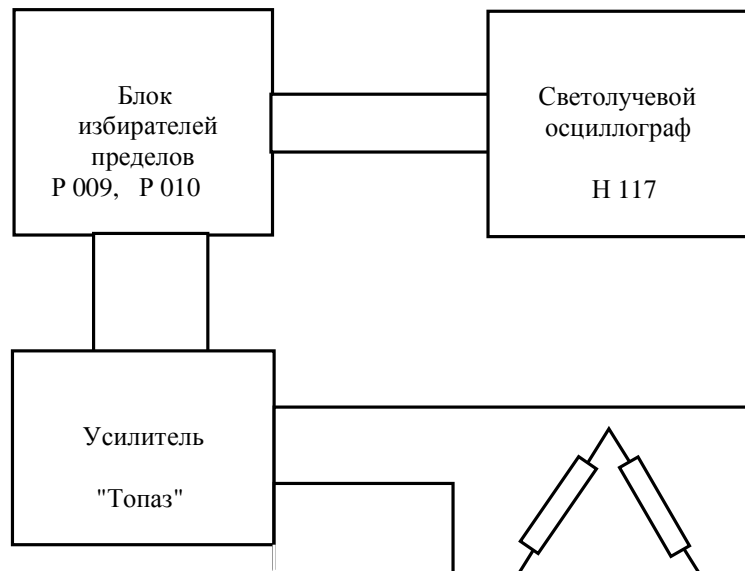 Блок
избирателей
пределов
Р 009,   Р 010
Светолучевой
осциллограф
Н 117
Усилитель
"Топаз"